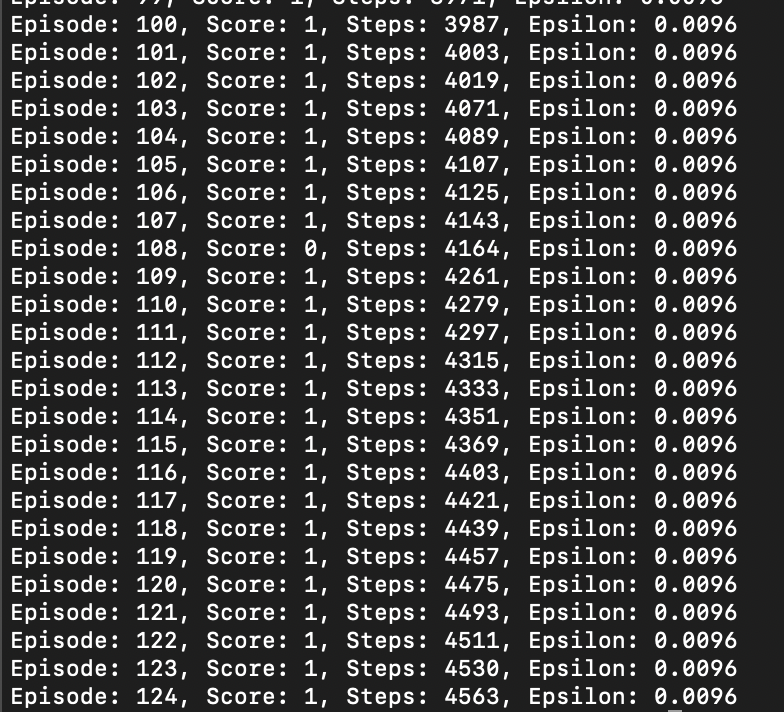 Episode: 100, Score: 1, Steps: 3987, Epsilon: 0.0096
Episode: 101, Score: 1, Steps: 4003, Epsilon: 0.0096
Episode: 102, Score: 1, Steps: 4019, Epsilon: 0.0096
Episode: 103, Score: 1, Steps: 4071, Epsilon: 0.0096
Episode: 104, Score: 1, Steps: 4089, Epsilon: 0.0096
Episode: 105, Score: 1, Steps: 4107, Epsilon: 0.0096
Episode: 106, Score: 1, Steps: 4125, Epsilon: 0.0096
Episode: 107, Score: 1, Steps: 4143, Epsilon: 0.0096
Episode: 108, Score: 0, Steps: 4164, Epsilon: 0.0096
Episode: 109, Score: 1, Steps: 4261, Epsilon: 0.0096
Episode: 110, Score: 1, Steps: 4279, Epsilon: 0.0096
Episode: 111, Score: 1, Steps: 4297, Epsilon: 0.0096
Episode: 112, Score: 1, Steps: 4315, Epsilon: 0.0096
Episode: 113, Score: 1, Steps: 4333, Epsilon: 0.0096
Episode: 114, Score: 1, Steps: 4351, Epsilon: 0.0096
Episode: 115, Score: 1, Steps: 4369, Epsilon: 0.0096
Episode: 116, Score: 1, Steps: 4403, Epsilon: 0.0096
Episode: 117, Score: 1, Steps: 4421, Epsilon: 0.0096
Episode: 118, Score: 1, Steps: 4439, Epsilon: 0.0096
Episode: 119, Score: 1, Steps: 4457, Epsilon: 0.0096
Episode: 120, Score: 1, Steps: 4475, Epsilon: 0.0096
Episode: 121, Score: 1, Steps: 4493, Epsilon: 0.0096
Episode: 122, Score: 1, Steps: 4511, Epsilon: 0.0096
Episode: 123, Score: 1, Steps: 4530, Epsilon: 0.0096
Episode: 124, Score: 1, Steps: 4563, Epsilon: 0.0096